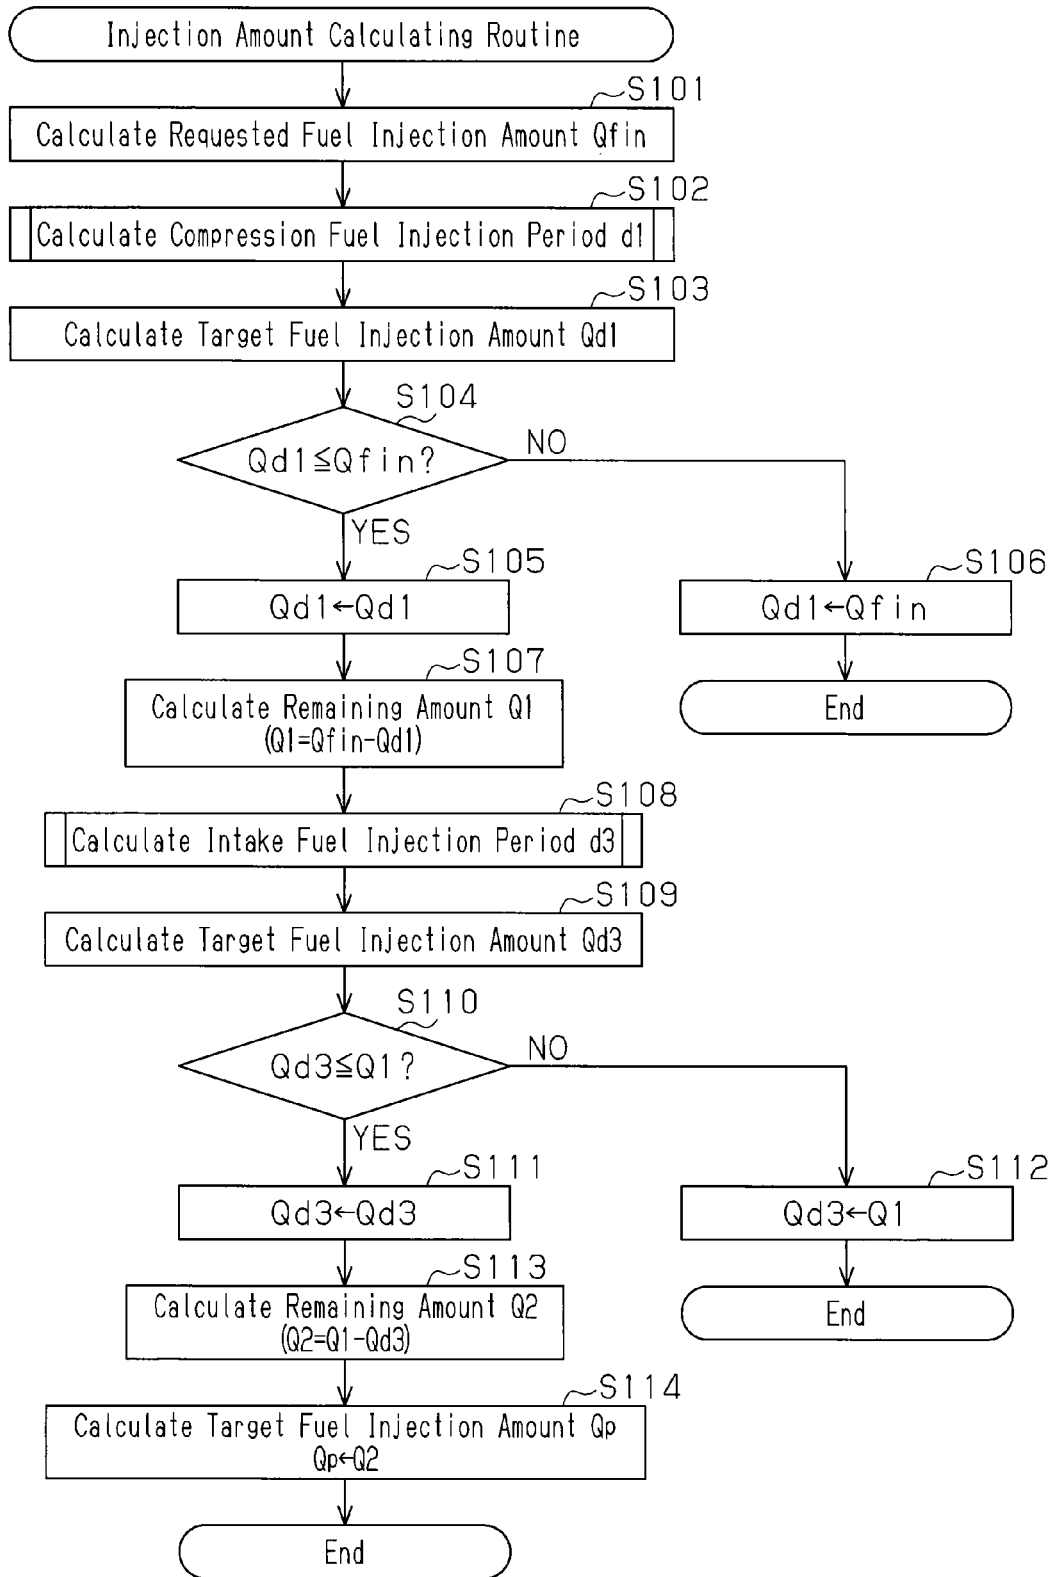 Injection Amount Calculating Routine
S101
Calculate Requested Fuel Injection Amount Qfin
S102
Calculate Compression Fuel Injection Period d1
S103
Calculate Target Fuel Injection Amount Qd1
S104
Qd1≦Qfin?
NO
YES
S105
Qd1←Qd1
S106
Qd1←Qfin
End
S107
Calculate Remaining Amount Q1
(Q1=Qfin-Qd1)
S108
Calculate Intake Fuel Injection Period d3
S109
Calculate Target Fuel Injection Amount Qd3
S110
Qd3≦Q1?
NO
YES
S111
Qd3←Qd3
S112
Qd3←Q1
End
S113
Calculate Remaining Amount Q2
(Q2=Q1-Qd3)
S114
Calculate Target Fuel Injection Amount Qp
Qp←Q2
End